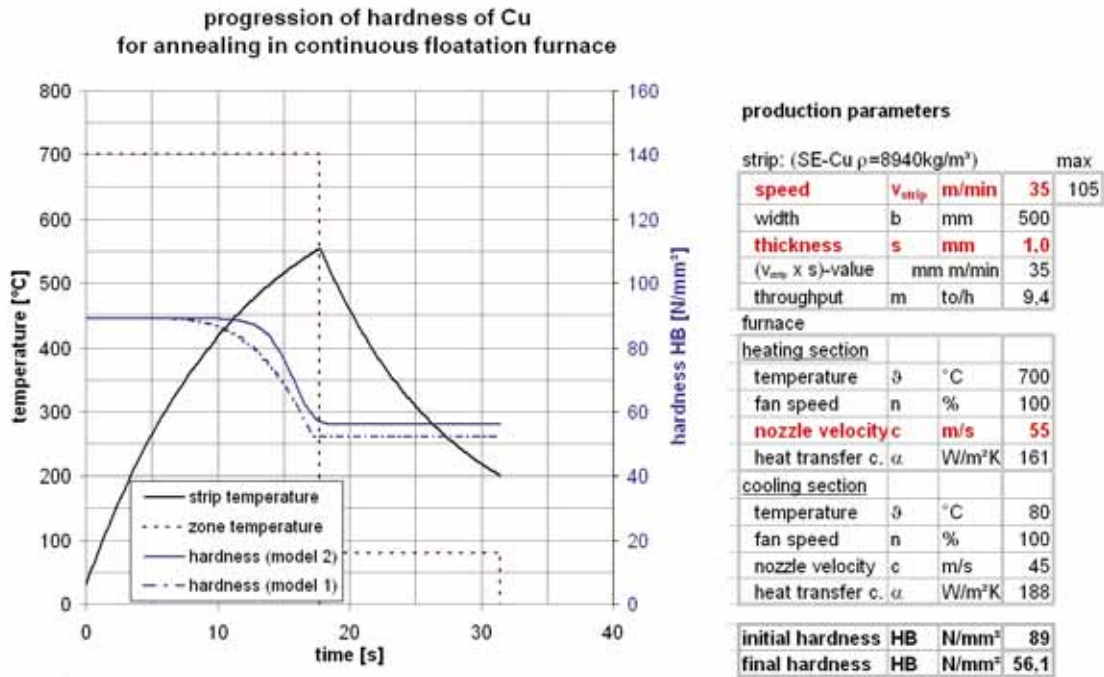 progression of hardness of Cu
for annealing in continuous floatation furnace
temperature [°C]
800
700
600
500
400
300
200
100
0
0
10
20
30
40
time [s]
160
140
120
100
80
60
40
20
0
hardness HB [N/mm²]
strip temperature
zone temperature
hardness (model 2)
hardness (model 1)
production parameters
strip: (SE-Cu ρ=8940kg/m³) max
speed v_strip m/min 35 105
width b mm 500
thickness s mm 1,0
(v_strip x s)-value mm m/min 35
throughput m to/h 9,4
furnace
heating section
temperature ϑ °C 700
fan speed n % 100
nozzle velocity c m/s 55
heat transfer c. α W/m²K 161
cooling section
temperature ϑ °C 80
fan speed n % 100
nozzle velocity c m/s 45
heat transfer c. α W/m²K 188
initial hardness HB N/mm² 89
final hardness HB N/mm² 56,1